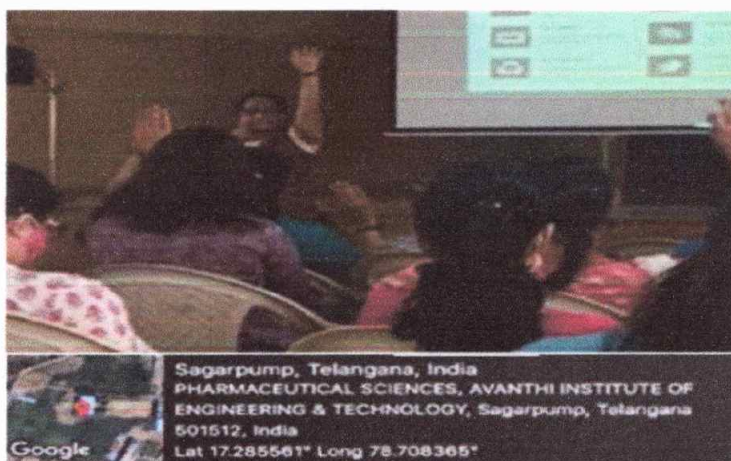 Sagarpump, Telangana, India
PHARMACEUTICAL SCIENCES, AVANTHI INSTITUTE OF
ENGINEERING & TECHNOLOGY, Sagarpump, Telangana
501512, India
Google
Lat 17.285561° Long 78.708365°